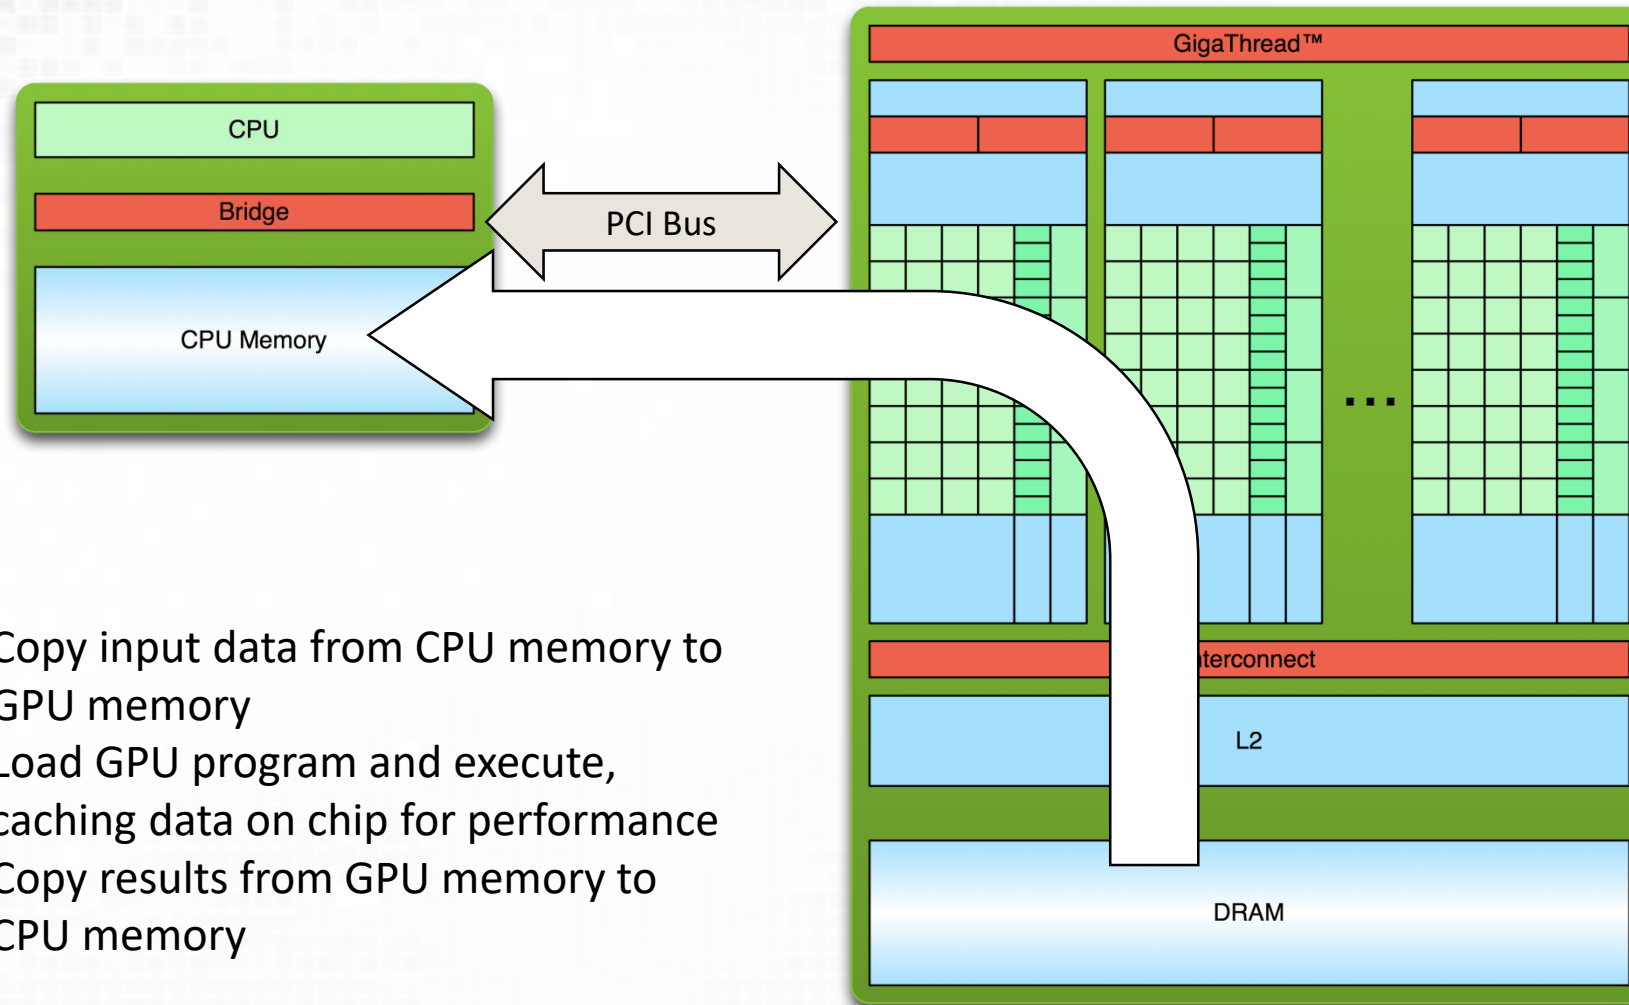 GigaThread™
CPU
Bridge
PCI Bus
CPU Memory
...
Copy input data from CPU memory to
GPU memory
Load GPU program and execute,
caching data on chip for performance
Copy results from GPU memory to
CPU memory
nterconnect
L2
DRAM